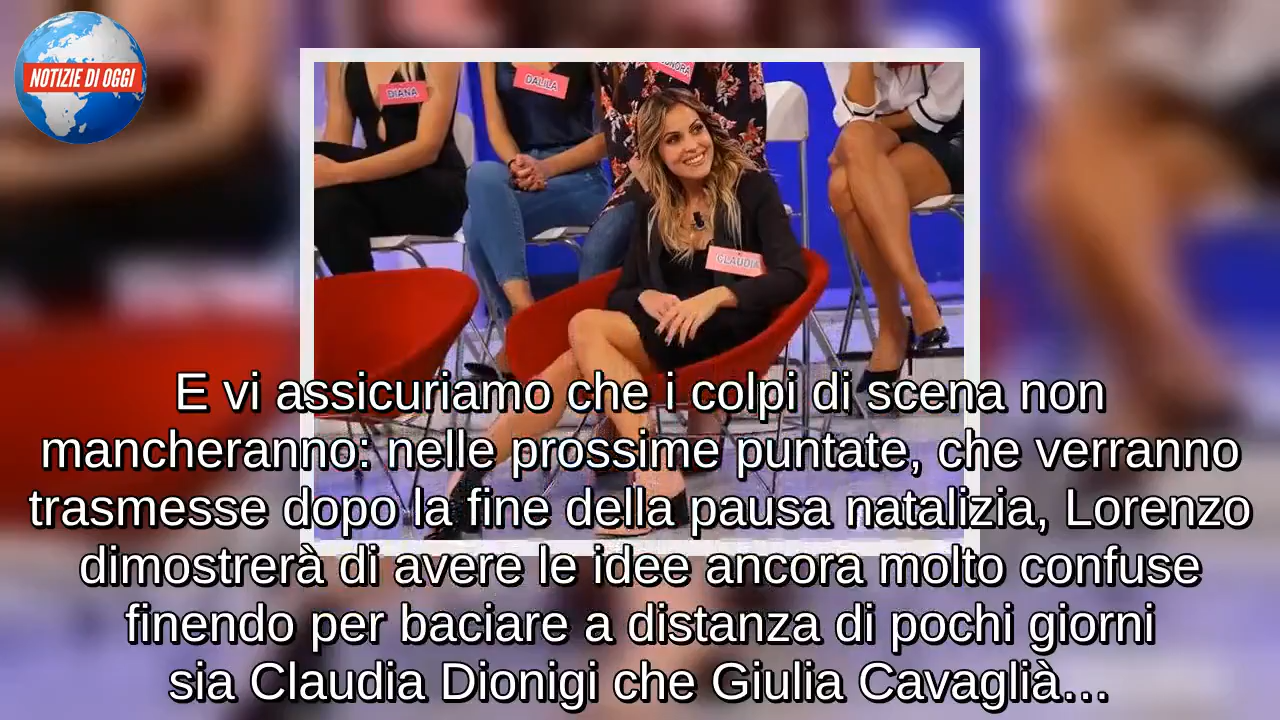 NOTIZIE DI OGGI
DIANA
DALILA
CLAUDIA
E vi assicuriamo che i colpi di scena non
mancheranno: nelle prossime puntate, che verranno
trasmesse dopo la fine della pausa natalizia, Lorenzo
dimostrerà di avere le idee ancora molto confuse
finendo per baciare a distanza di pochi giorni
sia Claudia Dionigi che Giulia Cavaglià...